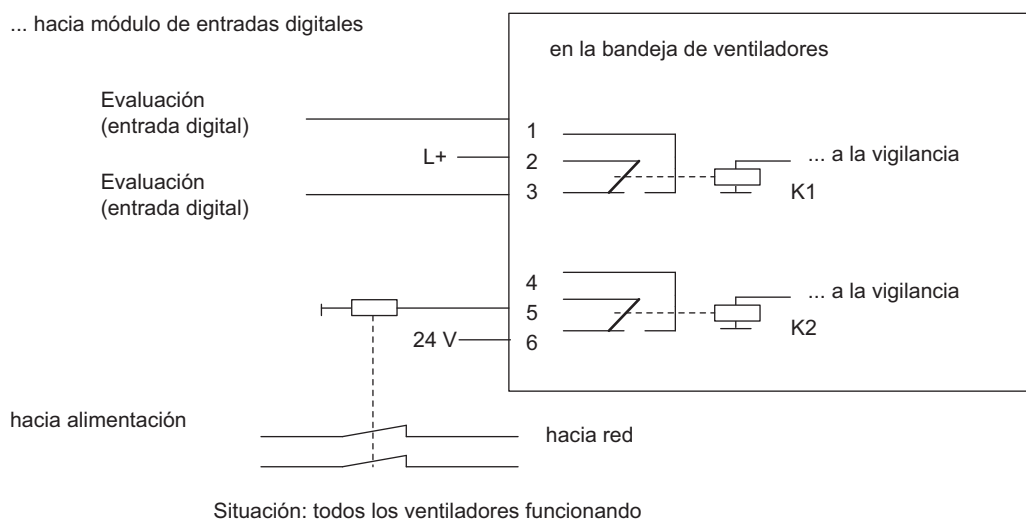 ... hacia módulo de entradas digitales
en la bandeja de ventiladores
Evaluación
(entrada digital)
1
L+
2
... a la vigilancia
Evaluación
(entrada digital)
3
K1
4
... a la vigilancia
5
K2
24 V
6
hacia alimentación
hacia red
Situación: todos los ventiladores funcionando